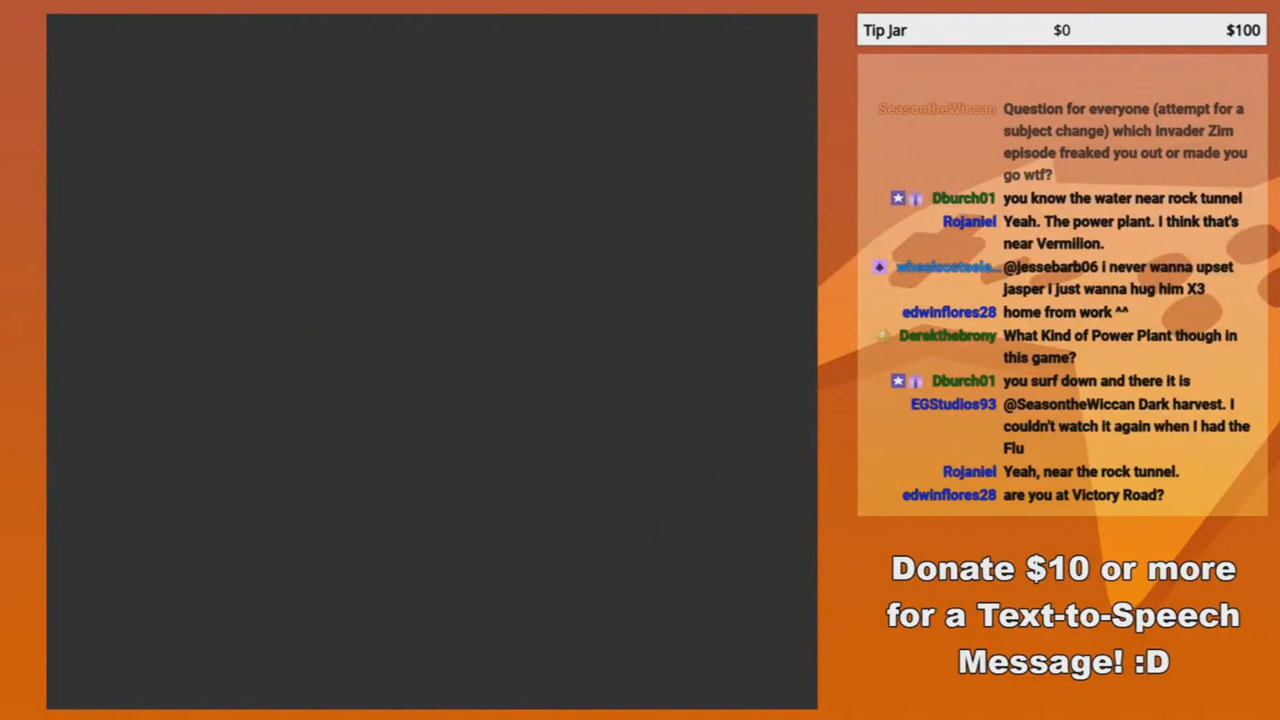 Tip Jar $0 $100
SeasontheWiccan Question for everyone (attempt for a
subject change) which Invader Zim
episode freaked you out or made you
go wtf?
Dburch01 you know the water near rock tunnel
Rojaniel Yeah. The power plant. I think that's
near Vermilion.
wheelscosteele... @jessebarb06 i never wanna upset
jasper i just wanna hug him X3
edwinflores28 home from work ^^
Derekthebrony What Kind of Power Plant though in
this game?
Dburch01 you surf down and there it is
EGStudios93 @SeasontheWiccan Dark harvest. I
couldn't watch it again when I had the
Flu
Rojaniel Yeah, near the rock tunnel.
edwinflores28 are you at Victory Road?
Donate $10 or more
for a Text-to-Speech
Message! :D